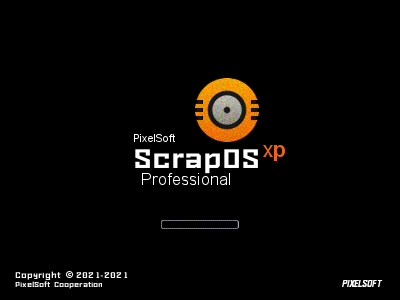 PixelSoft
ScrapOS xp
Professional
Copyright © 2021-2021
PixelSoft Cooperation
PIXELSOFT